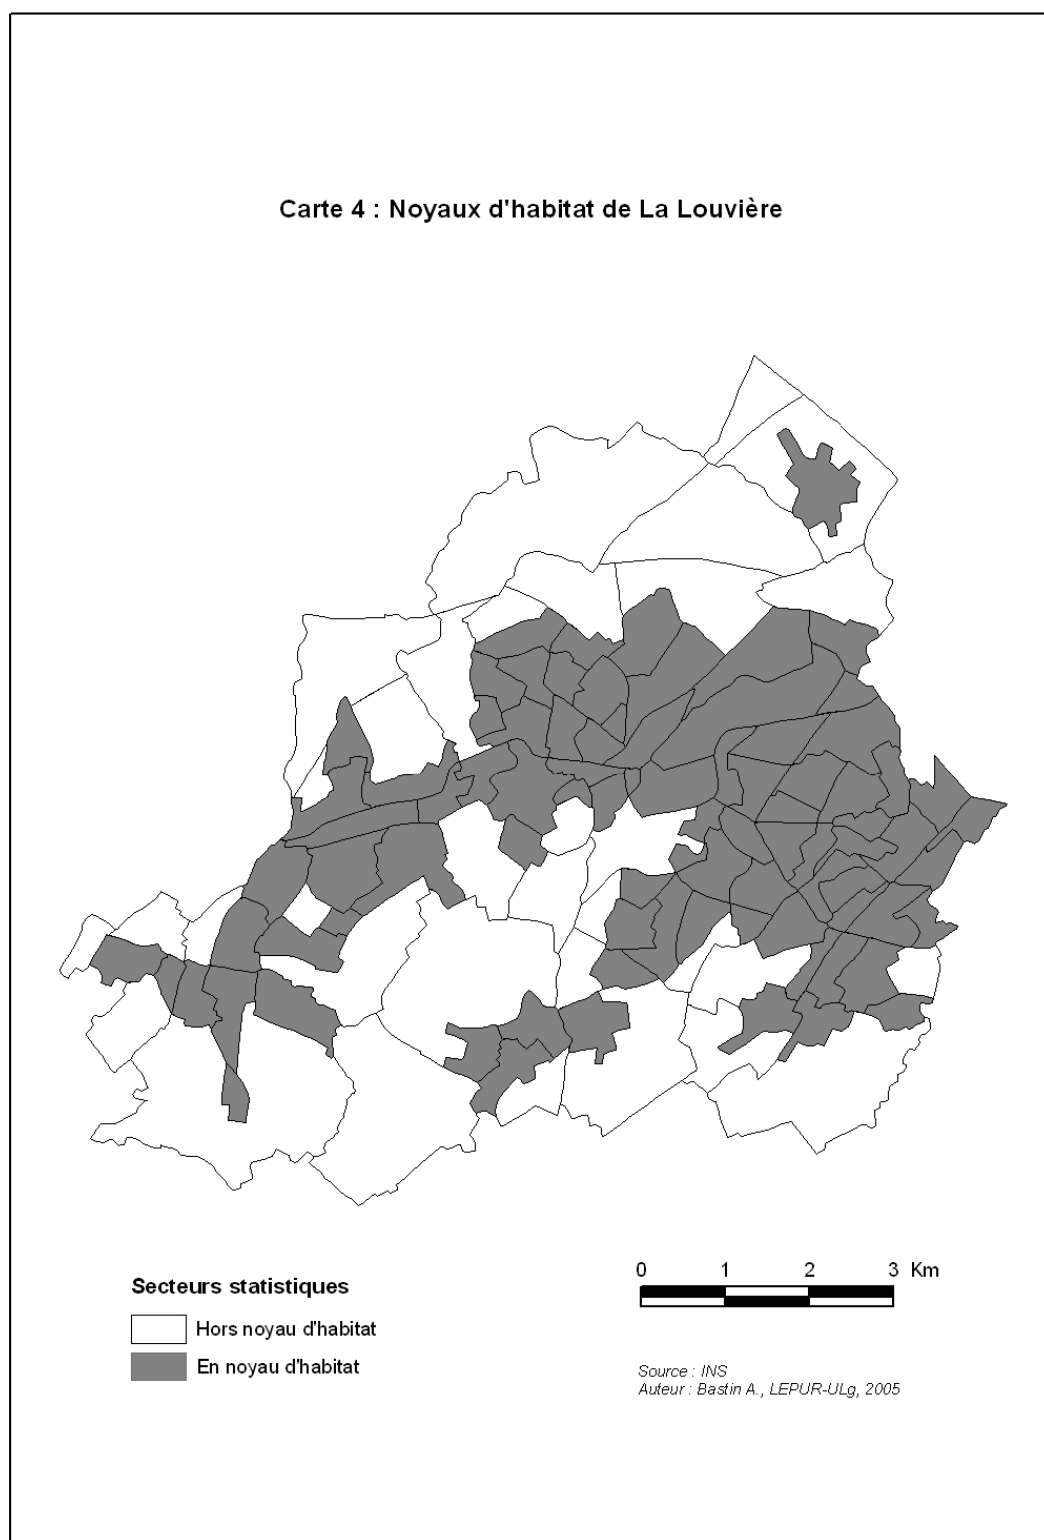 Carte 4 : Noyaux d'habitat de La Louvière
Secteurs statistiques
Hors noyau d'habitat
En noyau d'habitat
0 1 2 3 Km
Source : INS
Auteur : Bastin A., LEPUR-ULg, 2005